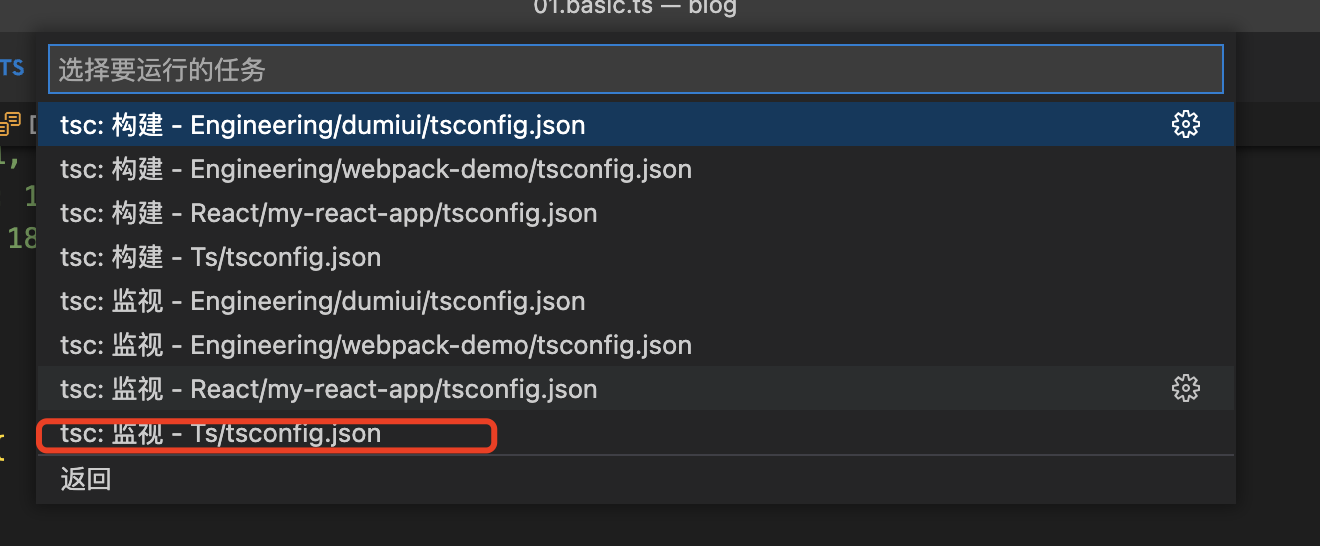 01.basic.ts — blog
TS
选择要运行的任务
tsc: 构建 - Engineering/dumiui/tsconfig.json
tsc: 构建 - Engineering/webpack-demo/tsconfig.json
tsc: 构建 - React/my-react-app/tsconfig.json
18
tsc: 构建 - Ts/tsconfig.json
tsc: 监视 - Engineering/dumiui/tsconfig.json
tsc: 监视 - Engineering/webpack-demo/tsconfig.json
tsc: 监视 - React/my-react-app/tsconfig.json
tsc: 监视 - Ts/tsconfig.json
返回